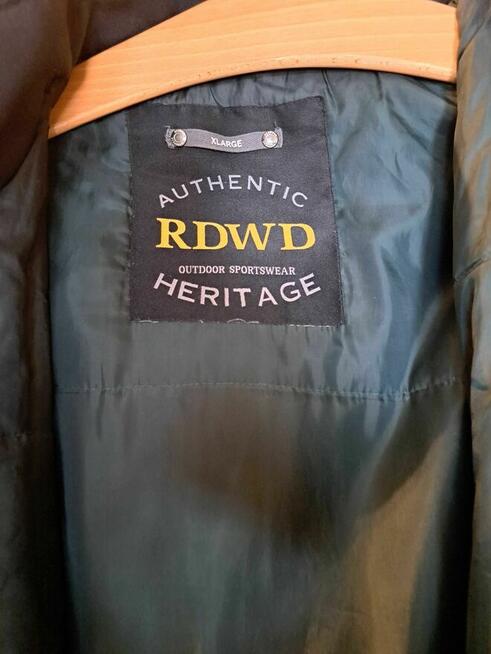 XLARGE
AUTHENTIC
RDWD
OUTDOOR SPORTSWEAR
HERITAGE